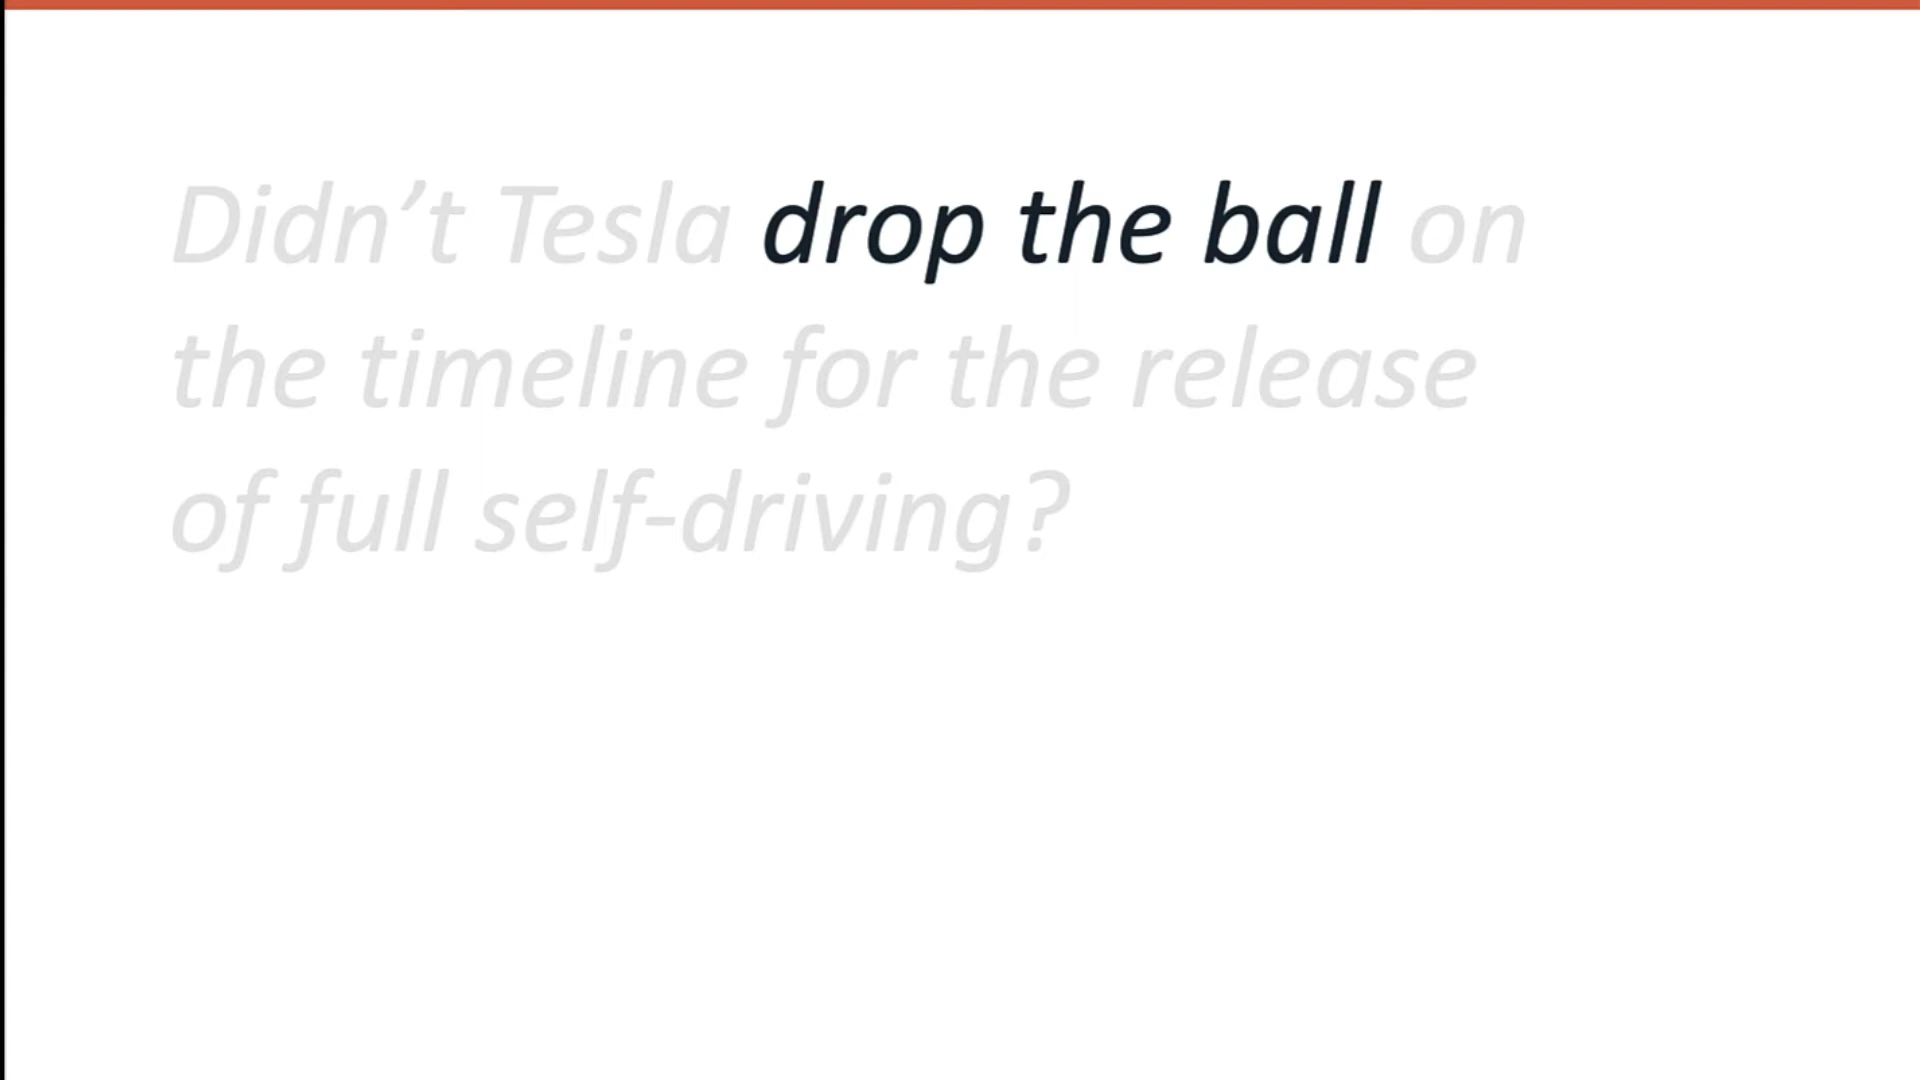 Didn’t Tesla drop the ball on
the timeline for the release
of full self-driving?